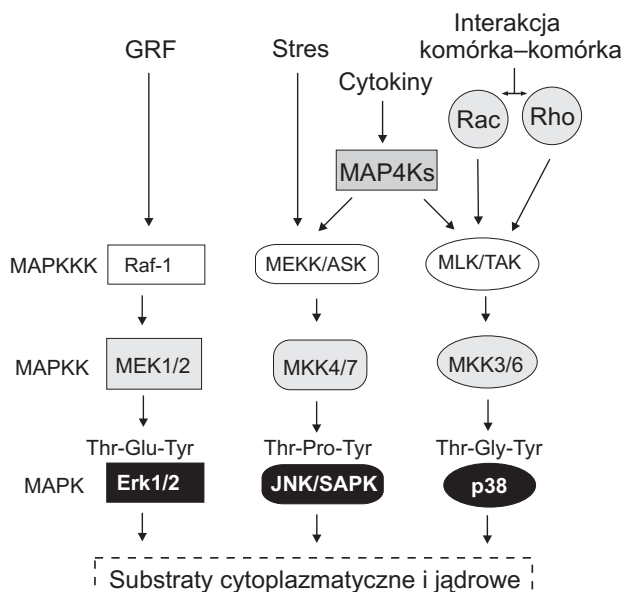 Interakcja
komórka–komórka
GRF
Stres
Cytokiny
Rac
Rho
MAP4Ks
MAPKKK
Raf-1
MEKK/ASK
MLK/TAK
MAPKK
MEK1/2
MKK4/7
MKK3/6
Thr-Glu-Tyr
Thr-Pro-Tyr
Thr-Gly-Tyr
MAPK
Erk1/2
JNK/SAPK
p38
Substraty cytoplazmatyczne i jądrowe